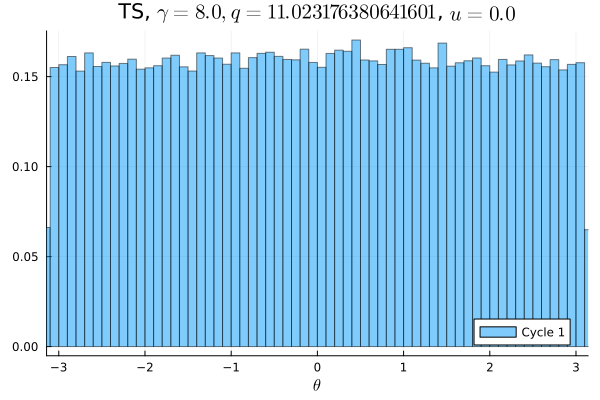 TS, γ = 8.0, q = 11.023176380641601, u = 0.0
0.15
0.10
0.05
0.00
−3 −2 −1 0 1 2 3
θ
Cycle 1